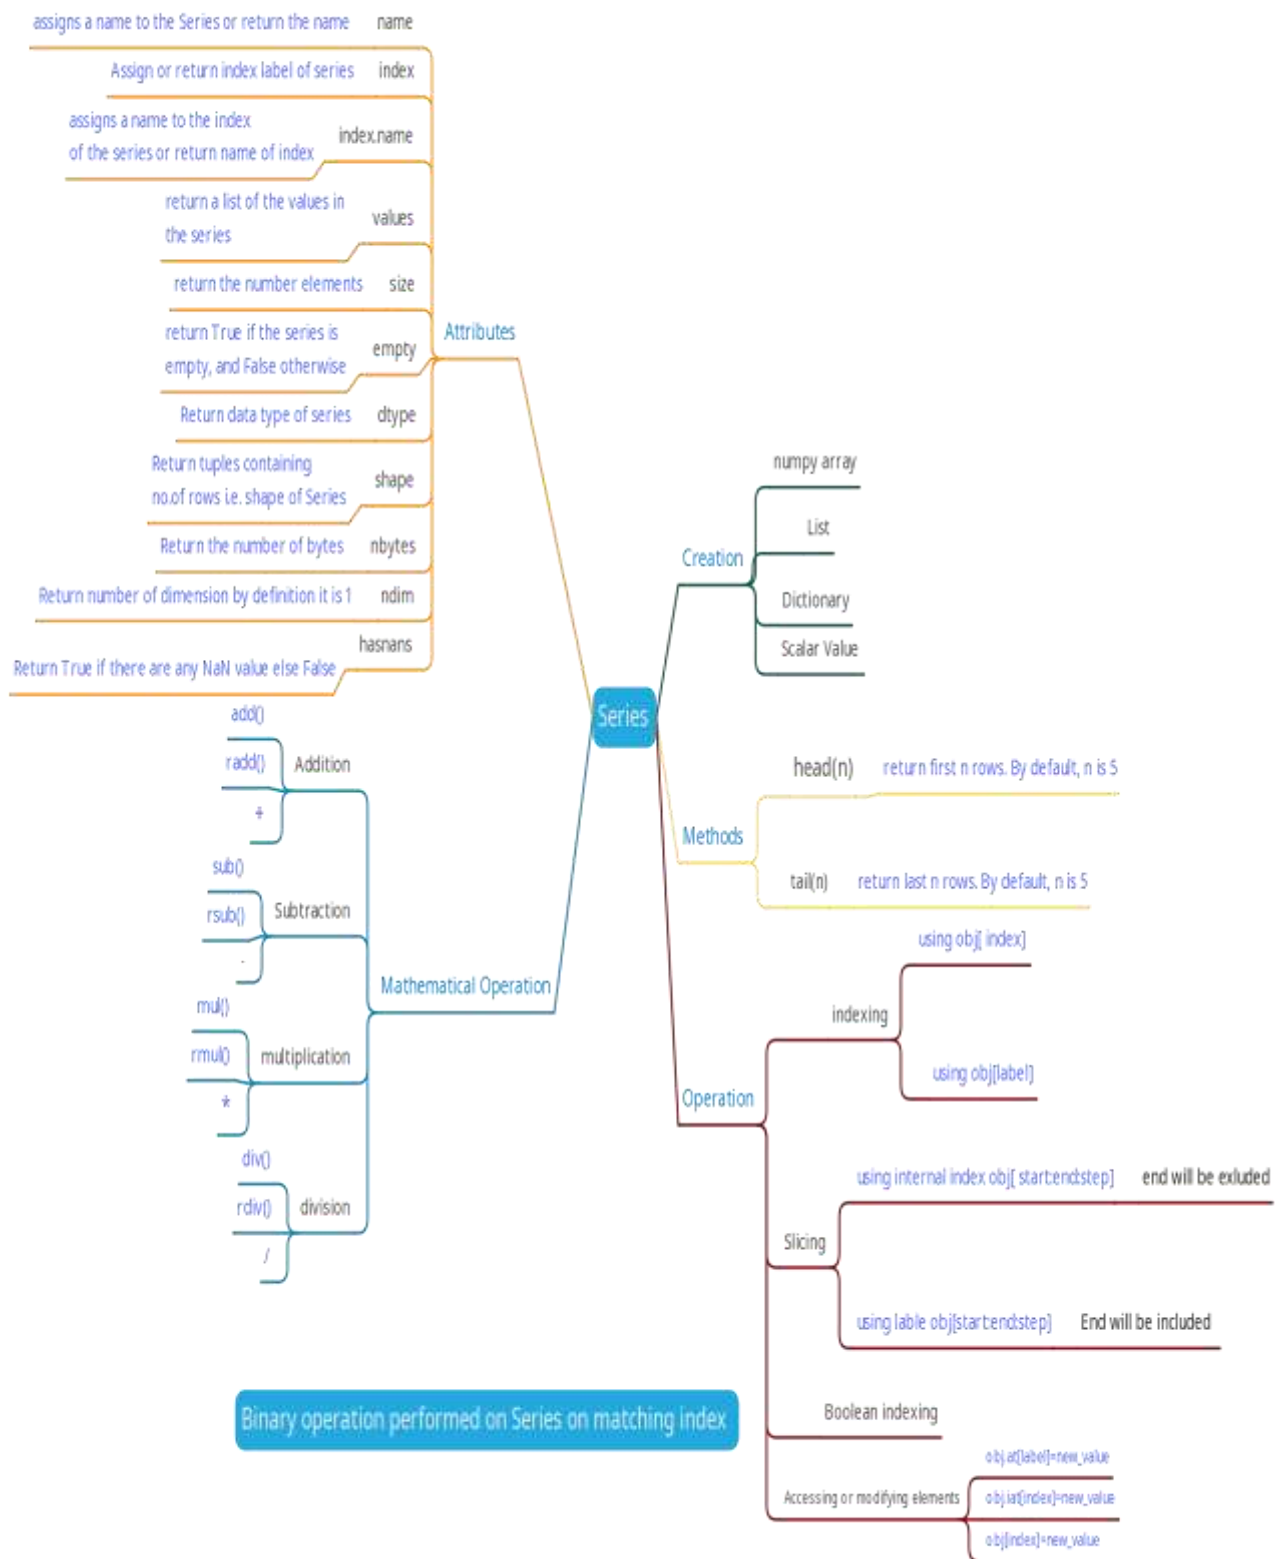 assigns a name to the Series or return the name name
Assign or return index label of series index
assigns a name to the index
of the series or return name of index
index.name
return a list of the values in
the series
values
return the number elements size
return True if the series is
empty, and False otherwise
empty
Return data type of series dtype
Return tuples containing
no.of rows i.e. shape of Series
shape
Return the number of bytes nbytes
Return number of dimension by definition it is 1 ndim
hasnans
Return True if there are any NaN value else False
Attributes
add()
radd()
+
Addition
sub()
rsub()
-
Subtraction
mul()
rmul()
*
multiplication
div()
rdiv()
/
division
Mathematical Operation
Series
numpy array
List
Creation
Dictionary
Scalar Value
head(n) return first n rows. By default, n is 5
Methods
tail(n) return last n rows. By default, n is 5
using obj[ index]
indexing
using obj[label]
Operation
using internal index obj[ start:end:step] end will be exluded
Slicing
using lable obj[start:end:step] End will be included
Boolean indexing
Accessing or modifying elements
obj.at[label]=new_value
obj.iat[index]=new_value
obj[index]=new_value
Binary operation performed on Series on matching index